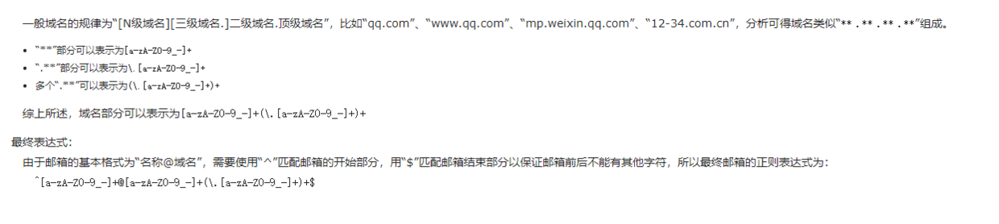 一般域名的规律为“[N级域名][三级域名.]二级域名.顶级域名”，比如“qq.com”、“www.qq.com”、“mp.weixin.qq.com”、“12-34.com.cn”，分析可得域名类似“** . ** . ** . **”组成。
• “**”部分可以表示为[a-zA-Z0-9_-]+
• “.**”部分可以表示为\.[a-zA-Z0-9_-]+
• 多个“.**”可以表示为(\.[a-zA-Z0-9_-]+)+
综上所述，域名部分可以表示为[a-zA-Z0-9_-]+(\.[a-zA-Z0-9_-]+)+
最终表达式：
由于邮箱的基本格式为“名称@域名”，需要使用“^”匹配邮箱的开始部分，用“$”匹配邮箱结束部分以保证邮箱前后不能有其他字符，所以最终邮箱的正则表达式为：
^[a-zA-Z0-9_-]+@[a-zA-Z0-9_-]+(\.[a-zA-Z0-9_-]+)+$